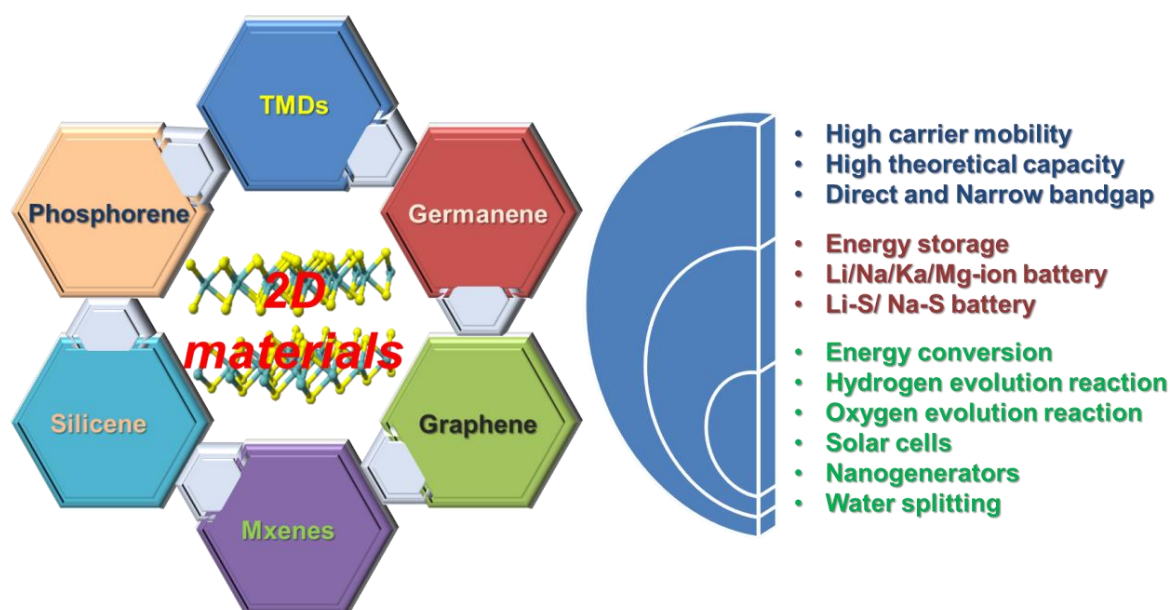 TMDs
Phosphorene
Germanene
2D
materials
Silicene
Graphene
Mxenes
• High carrier mobility
• High theoretical capacity
• Direct and Narrow bandgap
• Energy storage
• Li/Na/Ka/Mg-ion battery
• Li-S/ Na-S battery
• Energy conversion
• Hydrogen evolution reaction
• Oxygen evolution reaction
• Solar cells
• Nanogenerators
• Water splitting